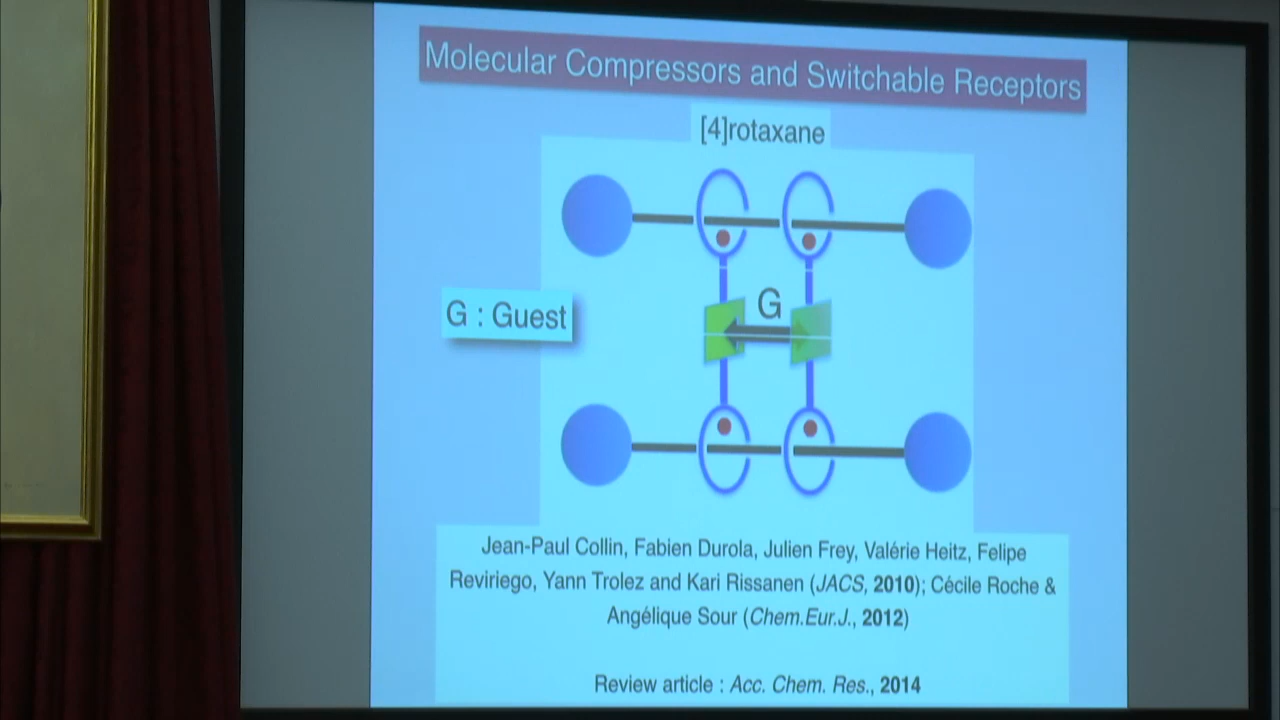 Molecular Compressors and Switchable Receptors
[4]rotaxane
G
G : Guest
Jean-Paul Collin, Fabien Durola, Julien Frey, Valérie Heitz, Felipe
Reviriego, Yann Trolez and Kari Rissanen (JACS, 2010); Cécile Roche &
Angélique Sour (Chem.Eur.J., 2012)
Review article : Acc. Chem. Res., 2014